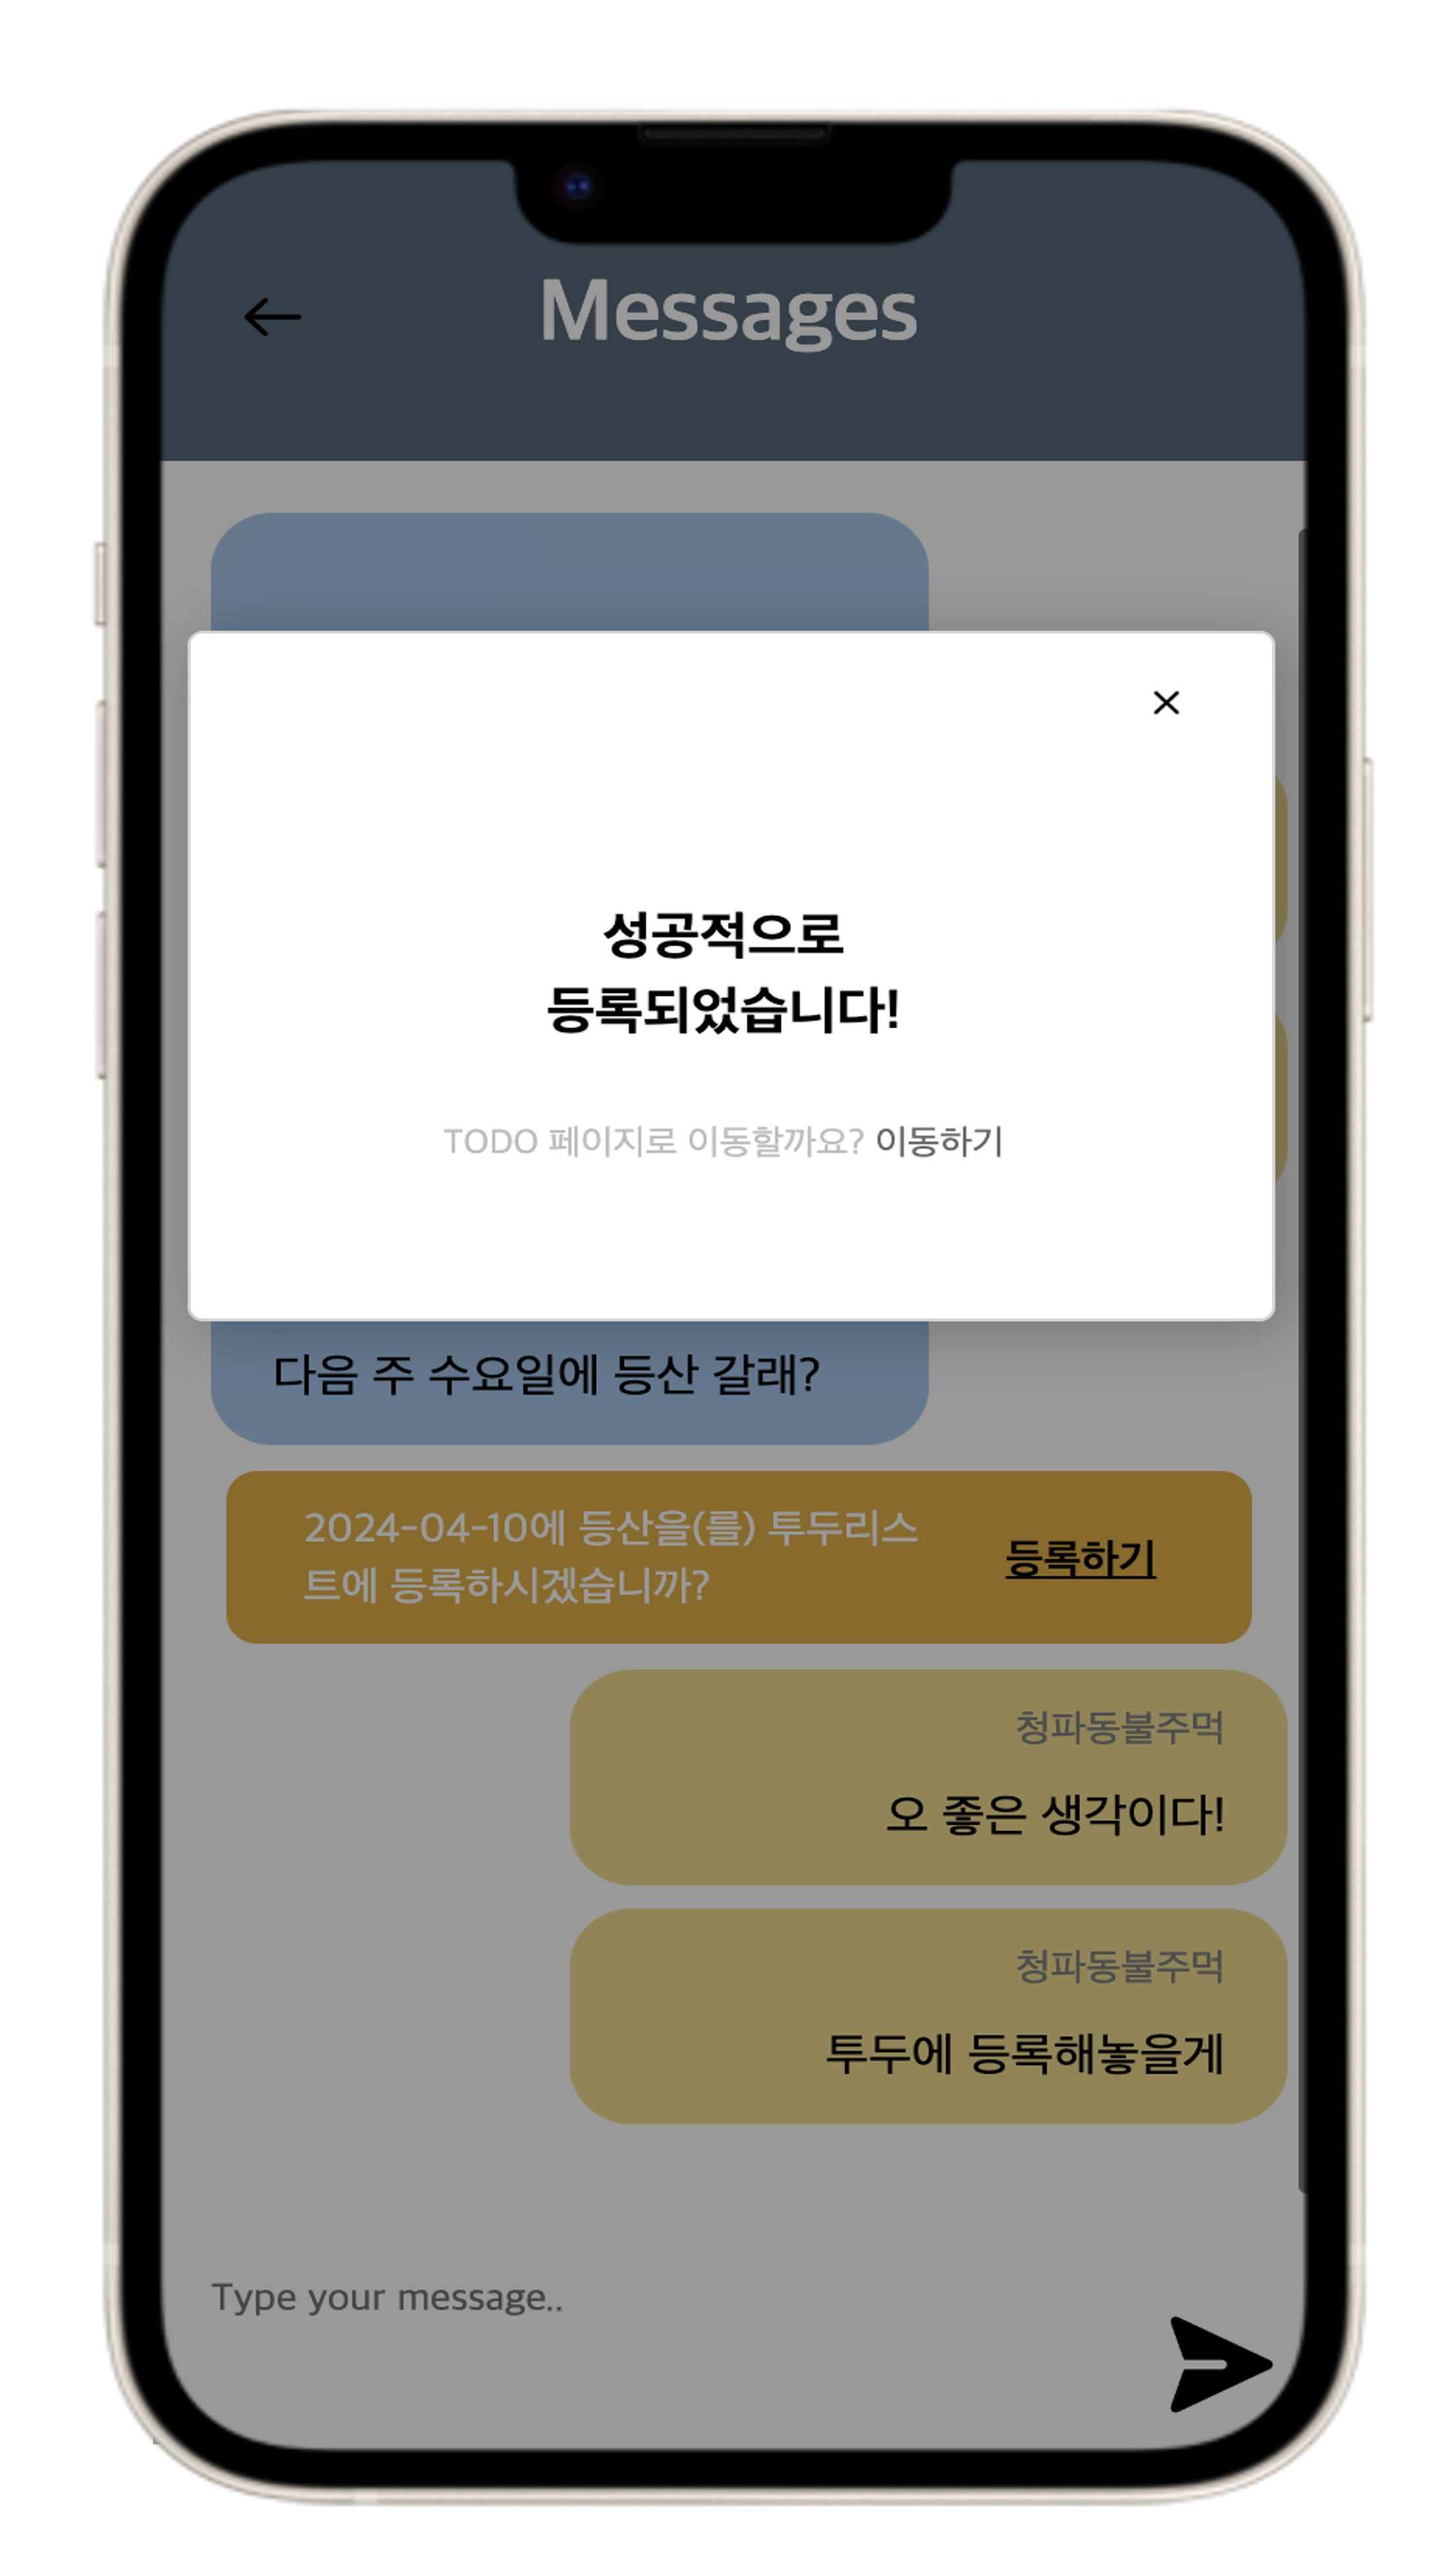 Messages
성공적으로
등록되었습니다!
TODO 페이지로 이동할까요? 이동하기
다음 주 수요일에 등산 갈래?
2024-04-10에 등산을(를) 투두리스
트에 등록하시겠습니까?
등록하기
청파동불주먹
오 좋은 생각이다!
청파동불주먹
투두에 등록해놓을게
Type your message..